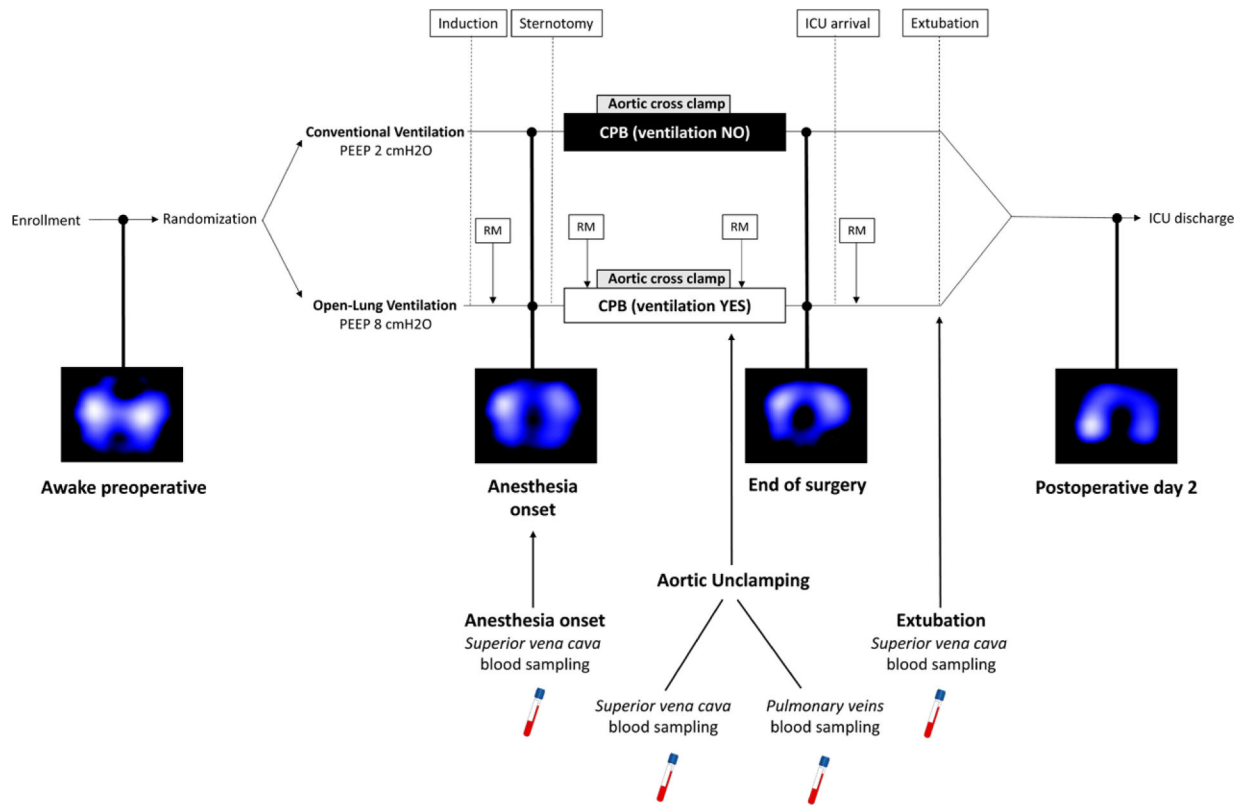 Induction
Sternotomy
ICU arrival
Extubation
Aortic cross clamp
CPB (ventilation NO)
Conventional Ventilation
PEEP 2 cmH2O
Enrollment
Randomization
ICU discharge
RM
RM
RM
RM
Aortic cross clamp
CPB (ventilation YES)
Open-Lung Ventilation
PEEP 8 cmH2O
Awake preoperative
Anesthesia
onset
End of surgery
Postoperative day 2
Aortic Unclamping
Anesthesia onset
Superior vena cava
blood sampling
Extubation
Superior vena cava
blood sampling
Superior vena cava
blood sampling
Pulmonary veins
blood sampling